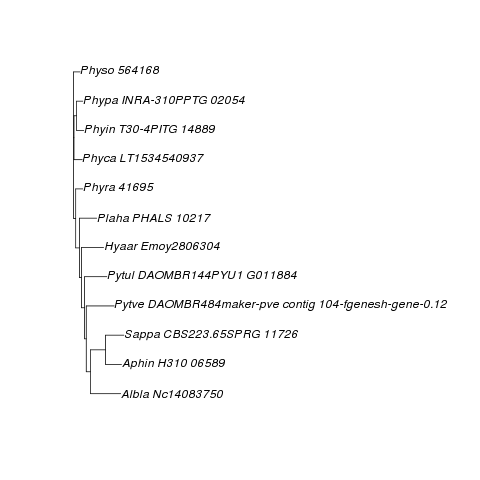 Physo 564168
Phypa INRA-310PPTG 02054
Phyin T30-4PITG 14889
Phyca LT1534540937
Phyra 41695
Plaha PHALS 10217
Hyaar Emoy2806304
Pytul DAOMBR144PYU1 G011884
Pytve DAOMBR484maker-pve contig 104-fgenesh-gene-0.12
Sappa CBS223.65SPRG 11726
Aphin H310 06589
Albla Nc14083750